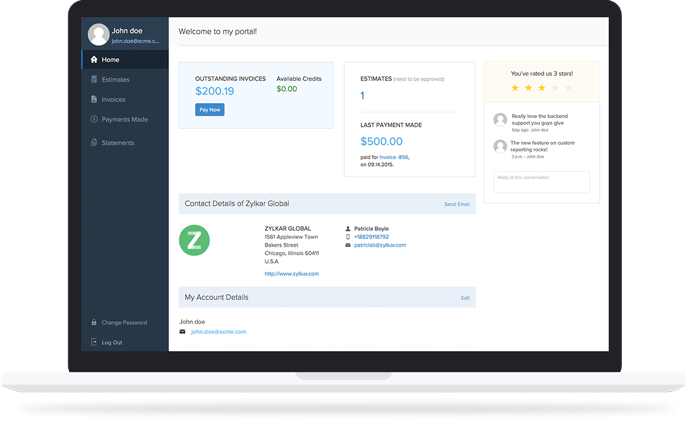 John doe
john.doe@acme.c...
Home
Estimates
Invoices
Payments Made
Statements
Change Password
Log Out
Welcome to my portal!
OUTSTANDING INVOICES
$200.19
Pay Now
Available Credits
$0.00
ESTIMATES (need to be approved)
1
LAST PAYMENT MADE
$500.00
paid for Invoice -856,
on 09.14.2015.
You've rated us 3 stars!
Really love the backend
support you guys give
1day ago · John doe
The new feature on custom
reporting rocks!
3 p.m. · John doe
Reply to this conversation
Contact Details of Zylkar Global
Send Email
Z
ZYLKAR GLOBAL
1561 Appleview Town
Bakers Street
Chicago, Illinois 60411
U.S.A
http://www.zylkar.com
Patricia Boyle
+18829118792
patriciab@zylkar.com
My Account Details
Edit
John doe
john.doe@acme.com